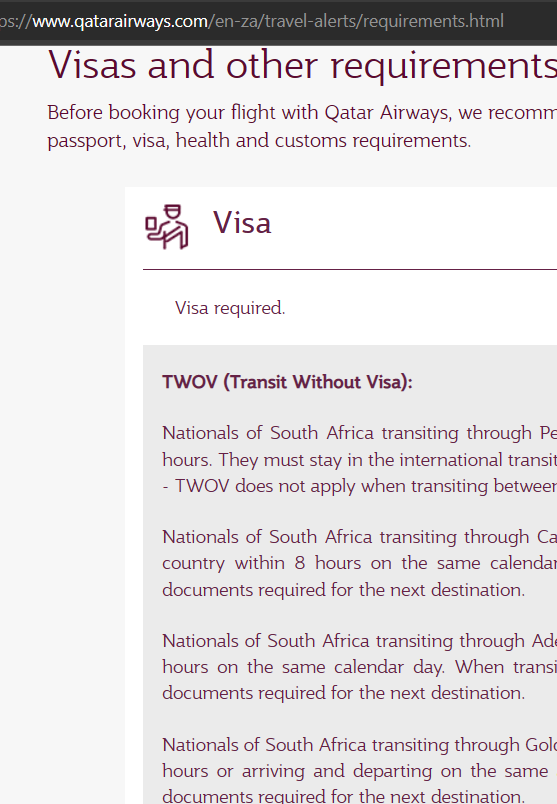 ps://www.qatarairways.com/en-za/travel-alerts/requirements.html
Visas and other requirements
Before booking your flight with Qatar Airways, we recomm
passport, visa, health and customs requirements.
Visa
Visa required.
TWOV (Transit Without Visa):
Nationals of South Africa transiting through Pe
hours. They must stay in the international transit
- TWOV does not apply when transiting between
Nationals of South Africa transiting through Ca
country within 8 hours on the same calendar
documents required for the next destination.
Nationals of South Africa transiting through Ade
hours on the same calendar day. When transi
documents required for the next destination.
Nationals of South Africa transiting through Gold
hours or arriving and departing on the same
documents required for the next destination.